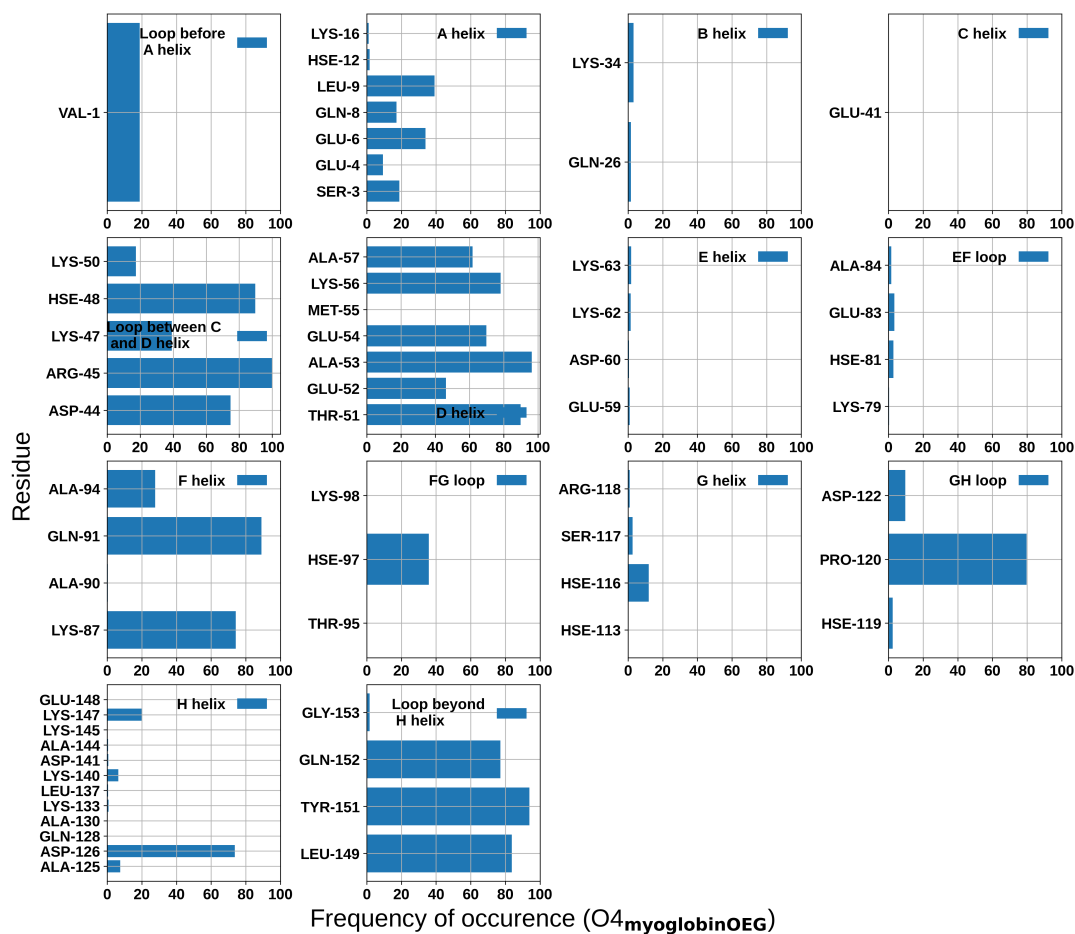 Loop before
A helix
VAL-1
0 20 40 60 80 100
LYS-16
HSE-12
LEU-9
GLN-8
GLU-6
GLU-4
SER-3
A helix
0 20 40 60 80 100
LYS-34
GLN-26
B helix
0 20 40 60 80 100
GLU-41
C helix
0 20 40 60 80 100
LYS-50
HSE-48
LYS-47
ARG-45
ASP-44
Loop between C
and D helix
0 20 40 60 80 100
ALA-57
LYS-56
MET-55
GLU-54
ALA-53
GLU-52
THR-51
D helix
0 20 40 60 80 100
LYS-63
LYS-62
ASP-60
GLU-59
E helix
0 20 40 60 80 100
ALA-84
GLU-83
HSE-81
LYS-79
EF loop
0 20 40 60 80 100
Residue
ALA-94
GLN-91
ALA-90
LYS-87
F helix
0 20 40 60 80 100
LYS-98
HSE-97
THR-95
FG loop
0 20 40 60 80 100
ARG-118
SER-117
HSE-116
HSE-113
G helix
0 20 40 60 80 100
ASP-122
PRO-120
HSE-119
GH loop
0 20 40 60 80 100
GLU-148
LYS-147
LYS-145
ALA-144
ASP-141
LYS-140
LEU-137
LYS-133
ALA-130
GLN-128
ASP-126
ALA-125
H helix
0 20 40 60 80 100
GLY-153
GLN-152
TYR-151
LEU-149
Loop beyond
H helix
0 20 40 60 80 100
Frequency of occurence (O4myoglobinOEG)